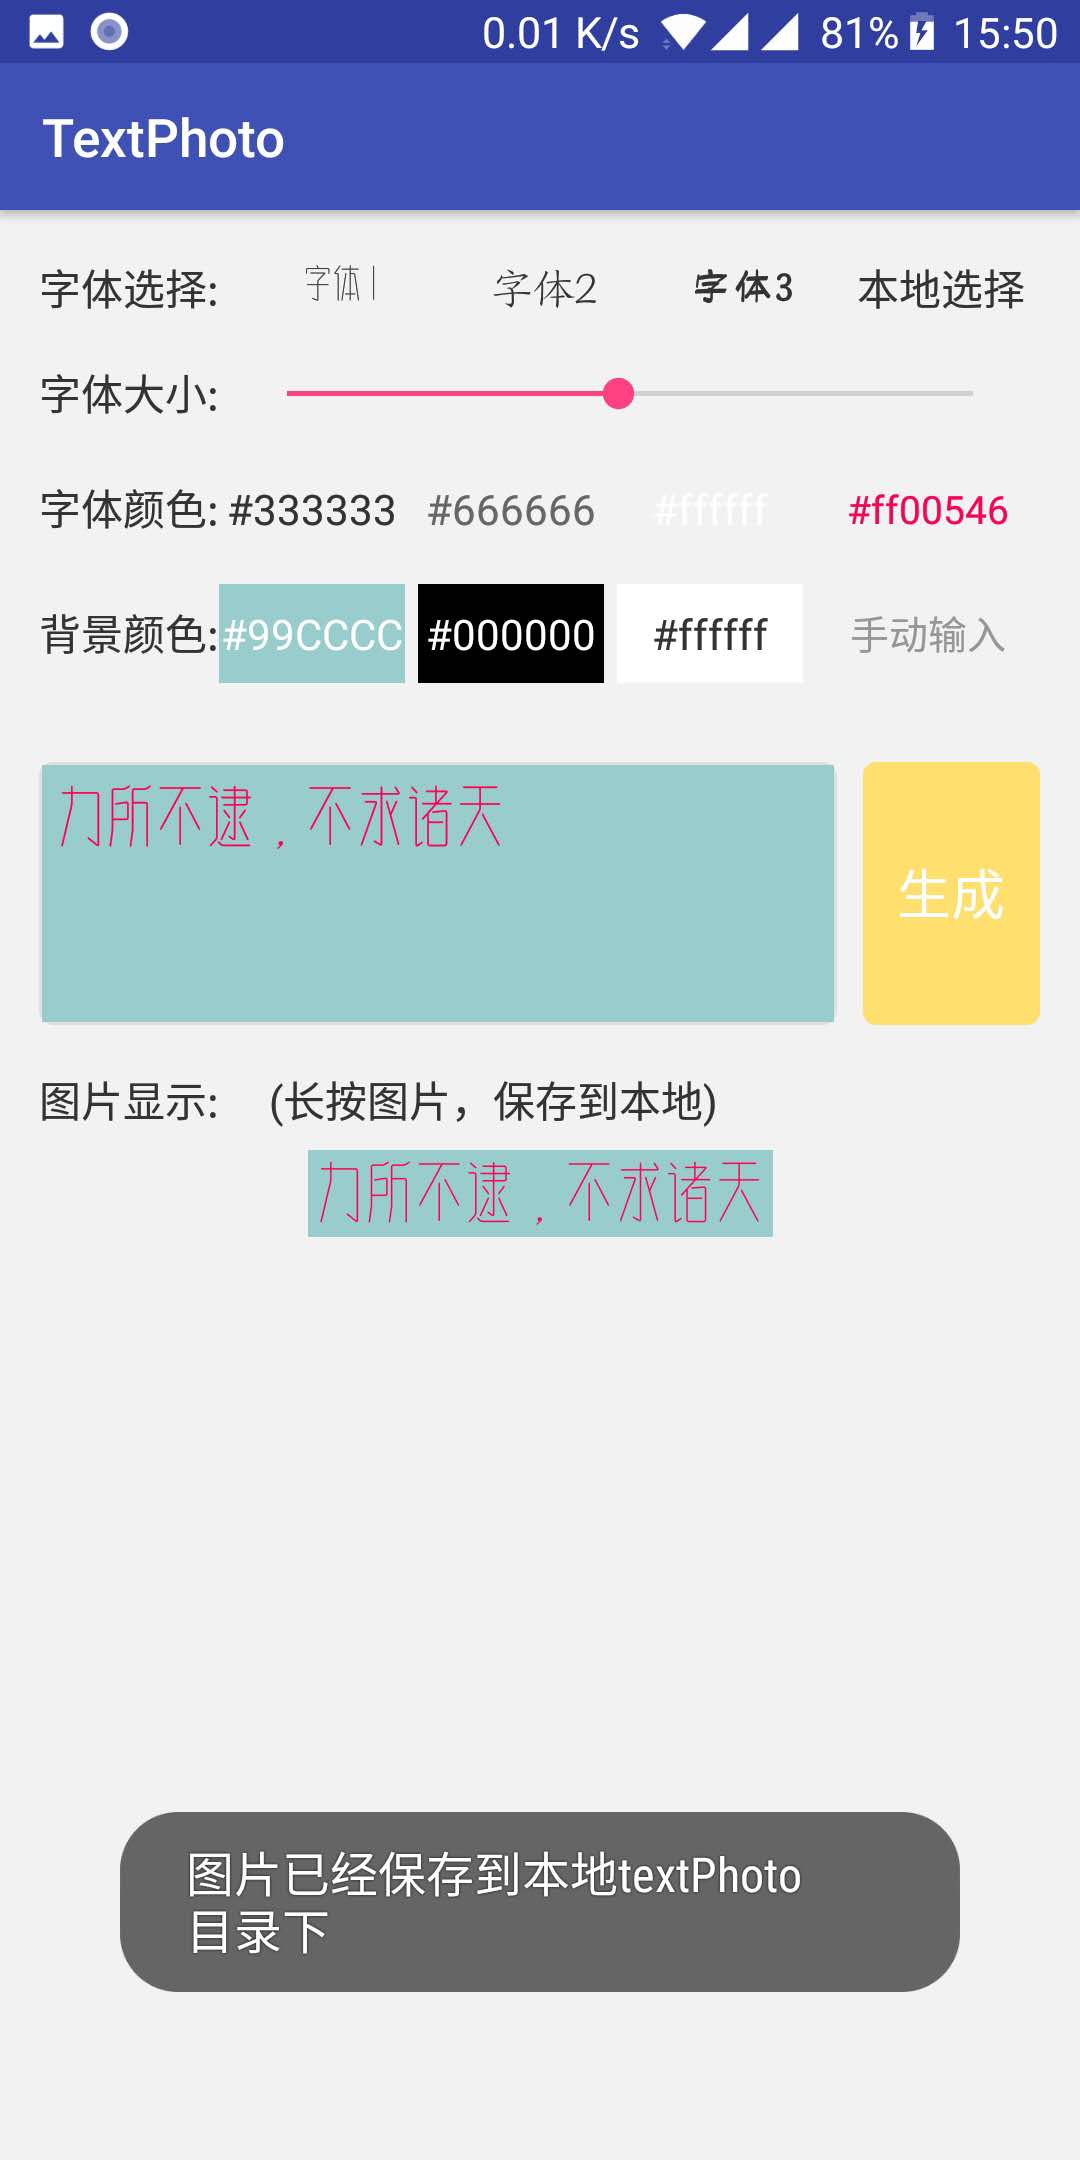 0.01 K/s 81% 15:50
TextPhoto
字体选择: 字体1 字体2 字体3 本地选择
字体大小:
字体颜色: #333333 #666666 #ffffff #ff00546
背景颜色: #99CCCC #000000 #ffffff 手动输入
力所不逮，不求诸天
生成
图片显示: (长按图片，保存到本地)
力所不逮，不求诸天
图片已经保存到本地textPhoto
目录下